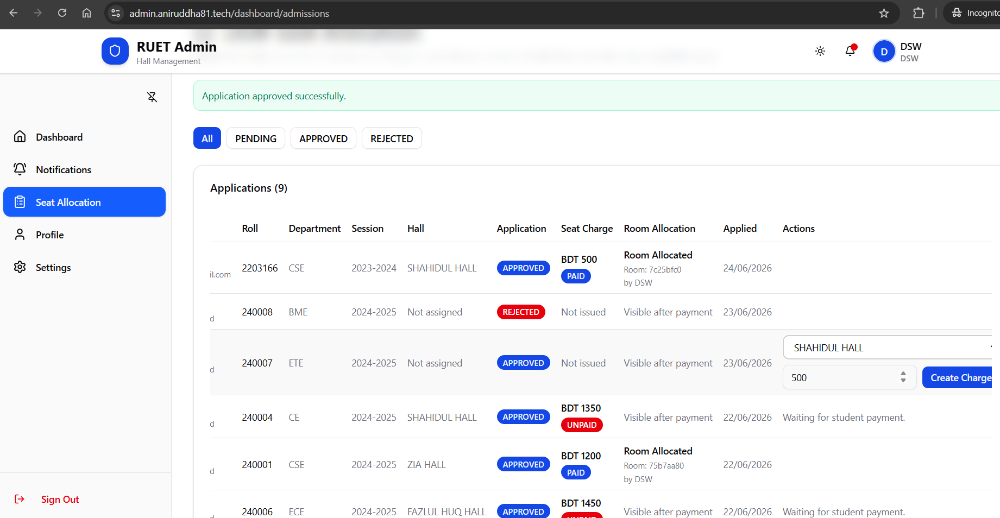 admin.aniruddha81.tech/dashboard/admissions
Incognito
RUET Admin
Hall Management
D
DSW
DSW
Application approved successfully.
All
PENDING
APPROVED
REJECTED
Dashboard
Notifications
Seat Allocation
Profile
Settings
Sign Out
Applications (9)
Roll Department Session Hall Application Seat Charge Room Allocation Applied Actions
il.com 2203166 CSE 2023-2024 SHAHIDUL HALL APPROVED BDT 500 PAID Room Allocated Room: 7c25bfc0 by DSW 24/06/2026
d 240008 BME 2024-2025 Not assigned REJECTED Not issued Visible after payment 23/06/2026
d 240007 ETE 2024-2025 Not assigned APPROVED Not issued Visible after payment 23/06/2026 SHAHIDUL HALL 500 Create Charge
d 240004 CE 2024-2025 SHAHIDUL HALL APPROVED BDT 1350 UNPAID Visible after payment 22/06/2026 Waiting for student payment.
d 240001 CSE 2024-2025 ZIA HALL APPROVED BDT 1200 PAID Room Allocated Room: 75b7aa80 by DSW 22/06/2026
240006 ECE 2024-2025 FAZLUL HUQ HALL APPROVED BDT 1450 UNPAID Visible after payment 22/06/2026 Waiting for student payment.